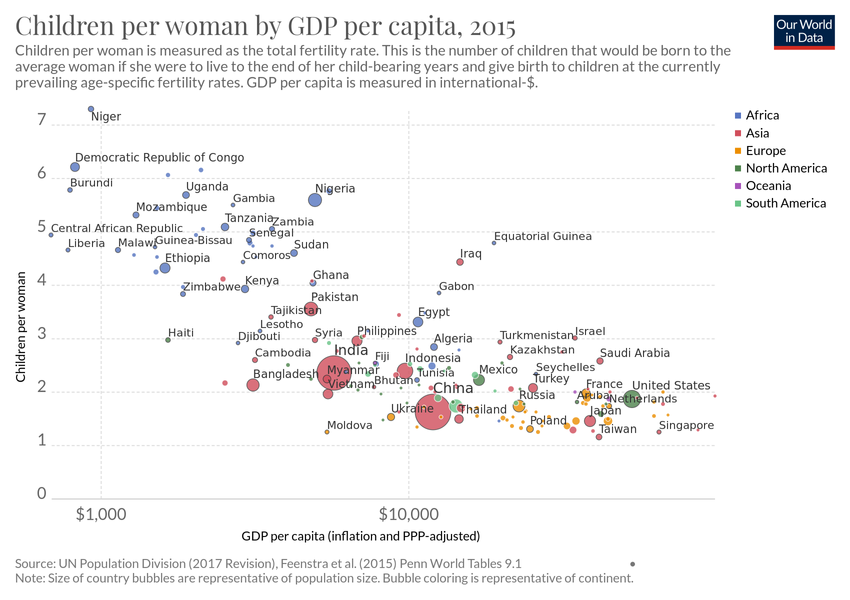 Children per woman by GDP per capita, 2015
Our World
in Data
Children per woman is measured as the total fertility rate. This is the number of children that would be born to the
average woman if she were to live to the end of her child-bearing years and give birth to children at the currently
prevailing age-specific fertility rates. GDP per capita is measured in international-$.
Africa
Asia
Europe
North America
Oceania
South America
Children per woman
7
6
5
4
3
2
1
0
Niger
Democratic Republic of Congo
Burundi
Uganda
Nigeria
Gambia
Mozambique
Tanzania
Zambia
Central African Republic
Senegal
Equatorial Guinea
Liberia
Malawi
Guinea-Bissau
Sudan
Ethiopia
Comoros
Iraq
Ghana
Zimbabwe
Kenya
Gabon
Pakistan
Tajikistan
Egypt
Lesotho
Haiti
Djibouti
Syria
Philippines
Algeria
Turkmenistan
Israel
India
Cambodia
Fiji
Indonesia
Kazakhstan
Saudi Arabia
Bangladesh
Myanmar
Tunisia
Mexico
Seychelles
Vietnam
Bhutan
Turkey
China
France
United States
Ukraine
Thailand
Russia
Aruba
Netherlands
Japan
Moldova
Poland
Taiwan
Singapore
$1,000
$10,000
GDP per capita (inflation and PPP-adjusted)
Source: UN Population Division (2017 Revision), Feenstra et al. (2015) Penn World Tables 9.1
Note: Size of country bubbles are representative of population size. Bubble coloring is representative of continent.